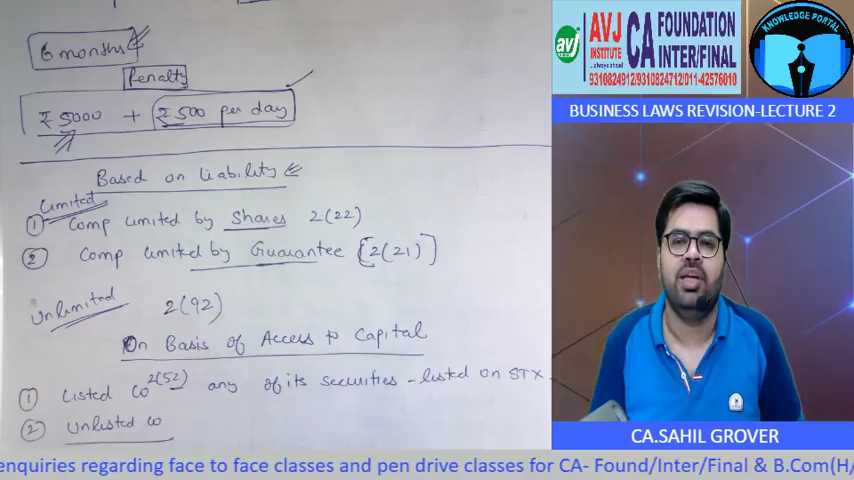 6 months
Penalty
₹5000 + ₹500 per day
Based on Liability
Limited
① Comp limited by Shares 2(22)
② Comp limited by Guarantee [2(21)]
Unlimited 2(92)
On Basis of Access to Capital
① Listed co 2(52) any of its securities - listed on STX
② Unlisted co
avj
AVJ
INSTITUTE
...always ahead
CA FOUNDATION
INTER/FINAL
9310824912/9310824712/011-42576010
KNOWLEDGE PORTAL
BUSINESS LAWS REVISION-LECTURE 2
CA.SAHIL GROVER
enquiries regarding face to face classes and pen drive classes for CA- Found/Inter/Final & B.Com(H/